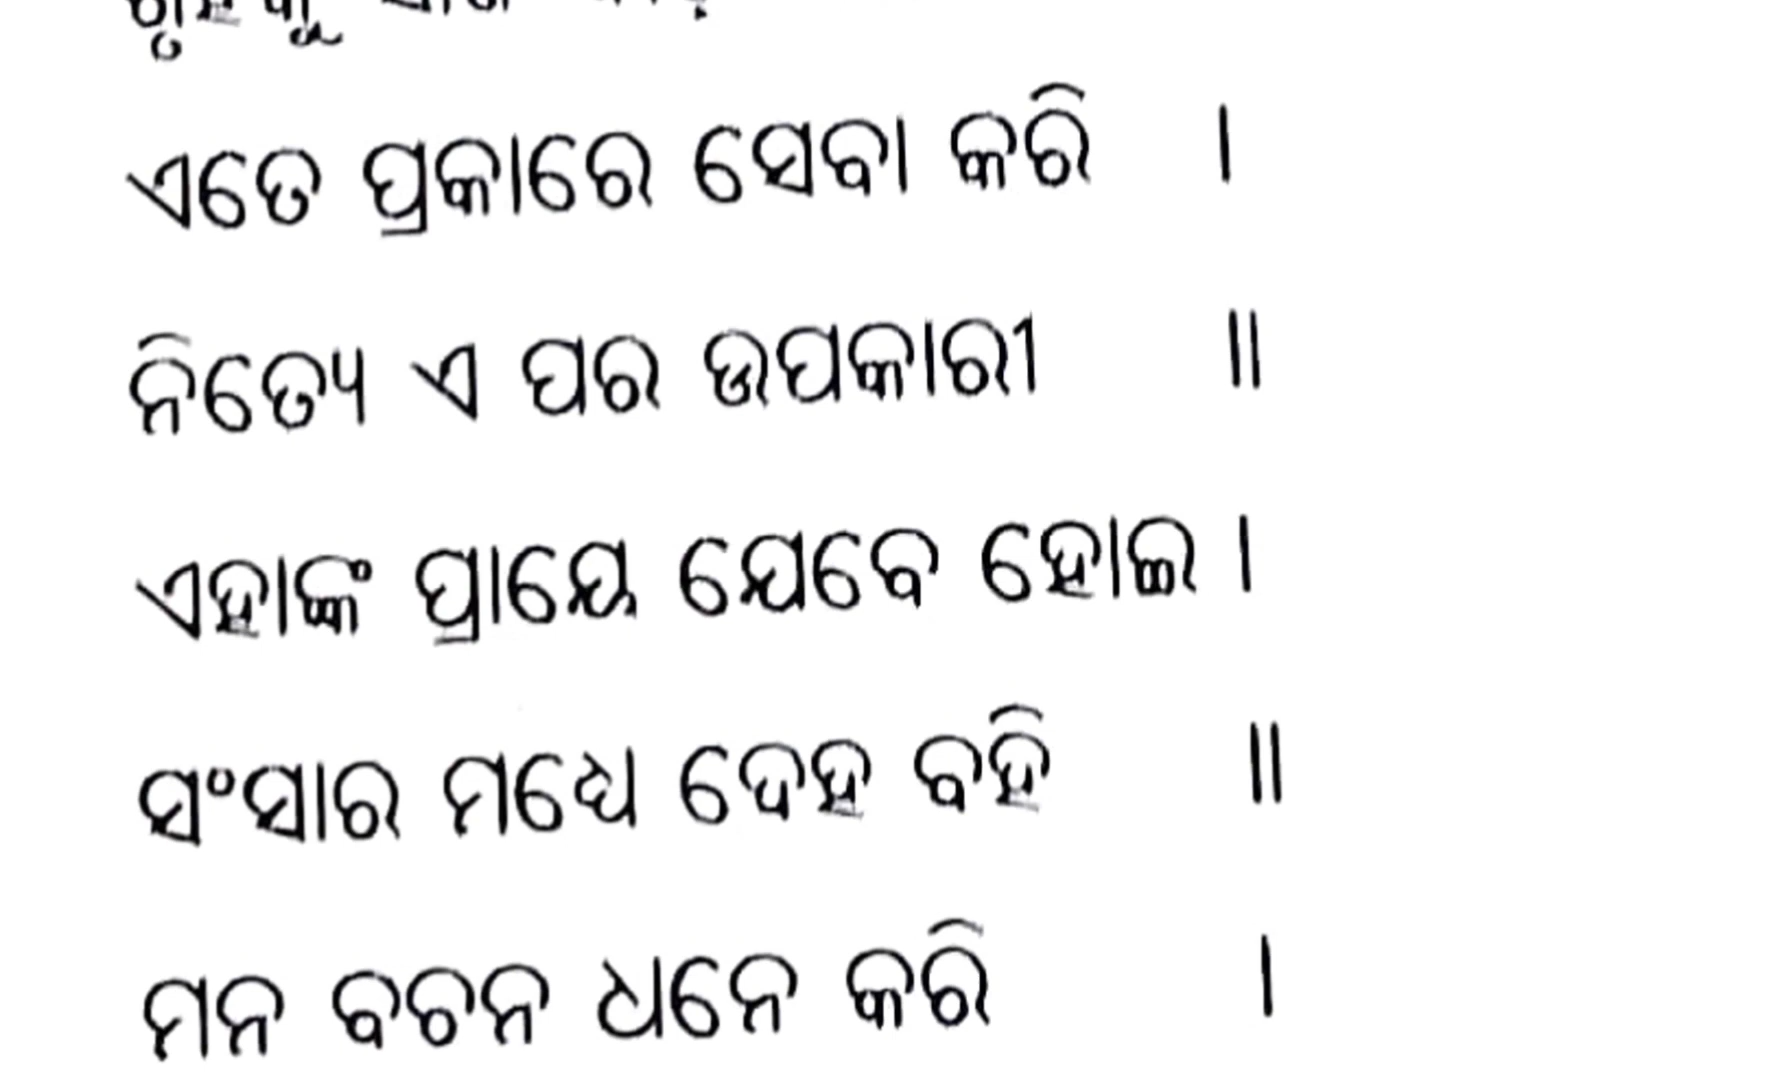 ଏତେ ପ୍ରକାରେ ସେବା କରି ।
ନିତ୍ୟେ ଏ ପର ଉପକାରୀ ॥
ଏହାଙ୍କ ପ୍ରାୟେ ଯେବେ ହୋଇ ।
ସଂସାର ମଧ୍ୟେ ଦେହ ବହି ॥
ମନ ବଚନ ଧନେ କରି ।